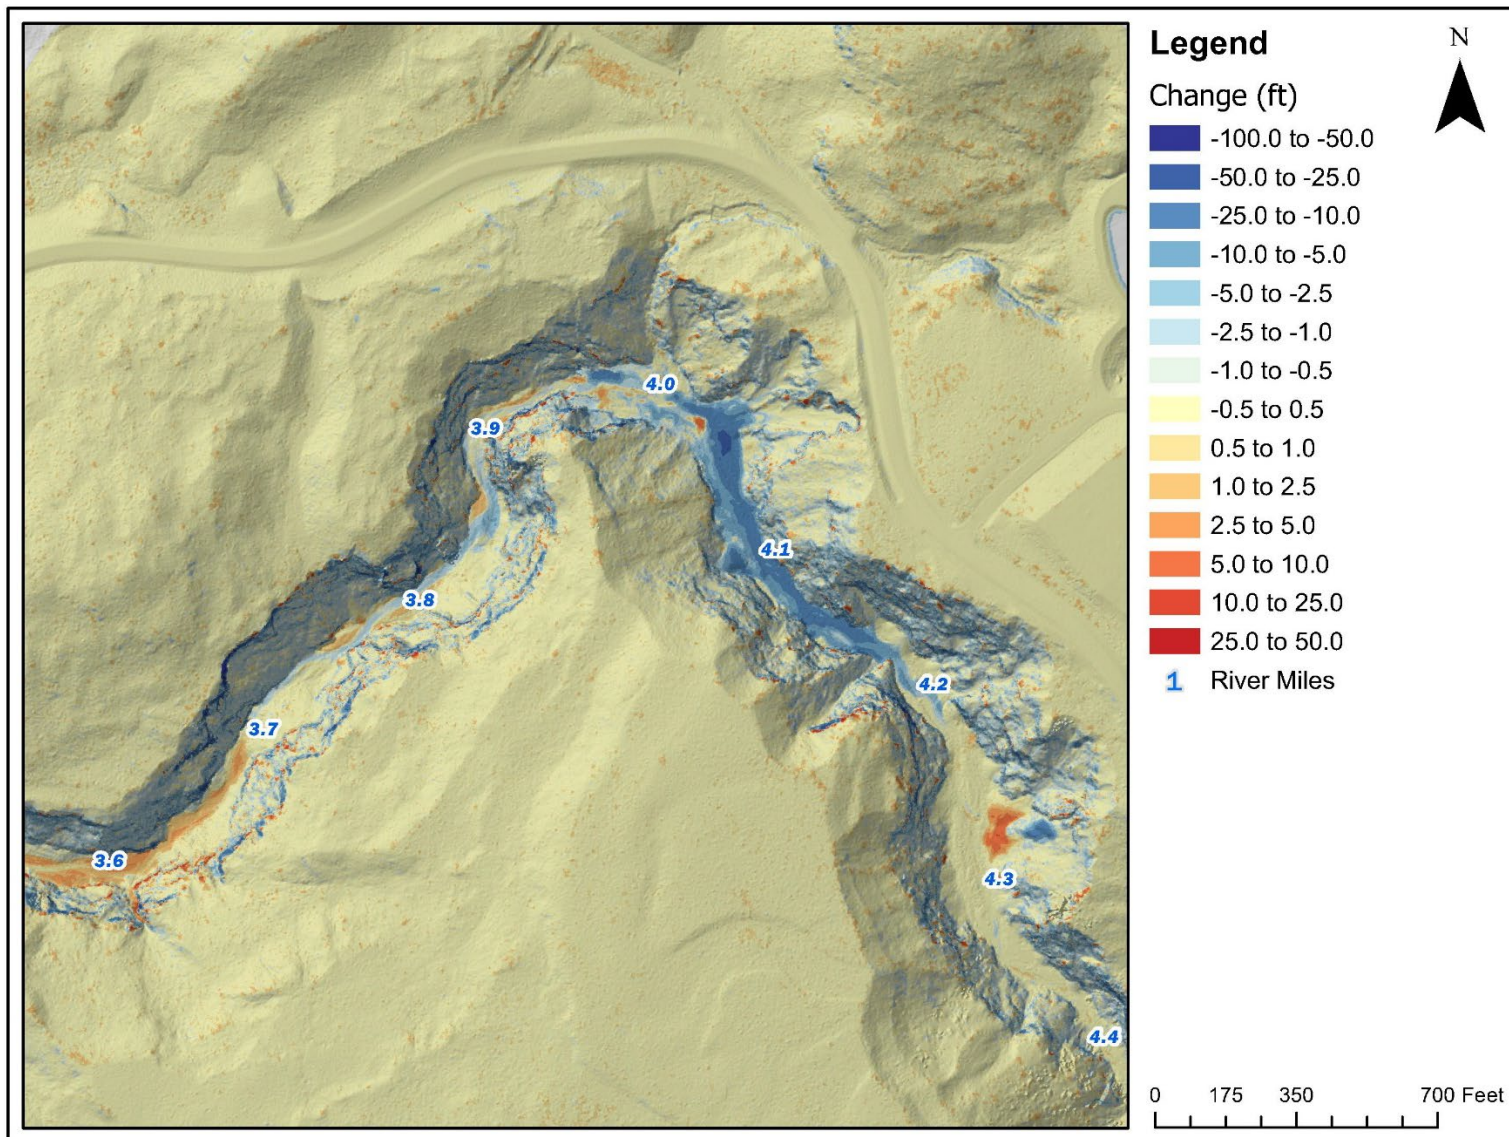 Legend
N
Change (ft)
-100.0 to -50.0
-50.0 to -25.0
-25.0 to -10.0
-10.0 to -5.0
-5.0 to -2.5
-2.5 to -1.0
-1.0 to -0.5
-0.5 to 0.5
0.5 to 1.0
1.0 to 2.5
2.5 to 5.0
5.0 to 10.0
10.0 to 25.0
25.0 to 50.0
1 River Miles
4.0
3.9
4.1
3.8
4.2
3.7
3.6
4.3
4.4
0 175 350 700 Feet